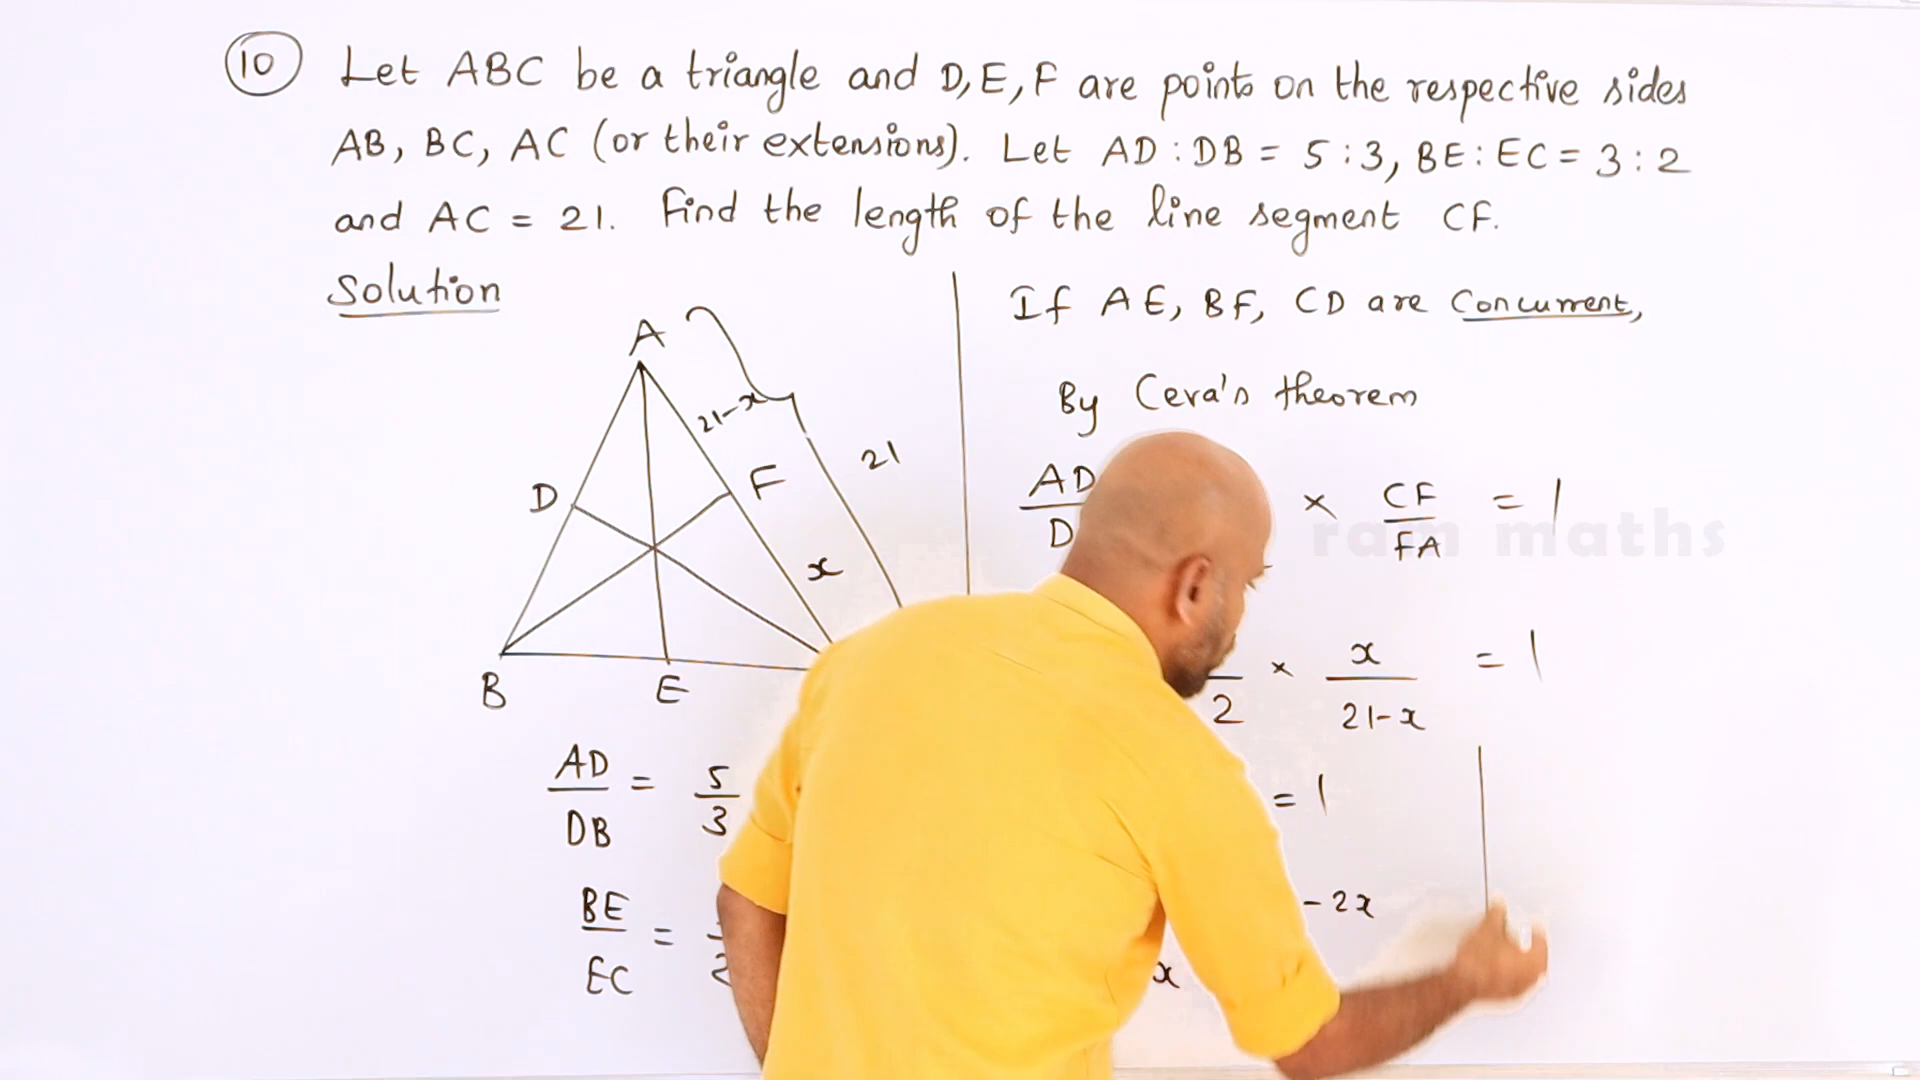 10 Let ABC be a triangle and D, E, F are points on the respective sides
AB, BC, AC (or their extensions). Let AD : DB = 5 : 3, BE : EC = 3 : 2
and AC = 21. Find the length of the line segment CF.
Solution
A
21-x
21
D
F
x
B
E
AD/DB = 5/3
BE/EC =
2
If AE, BF, CD are Concurrent,
By Ceva's theorem
AD
D
× CF/FA = 1
ram maths
2 × x/21-x = 1
= 1
- 2x
x